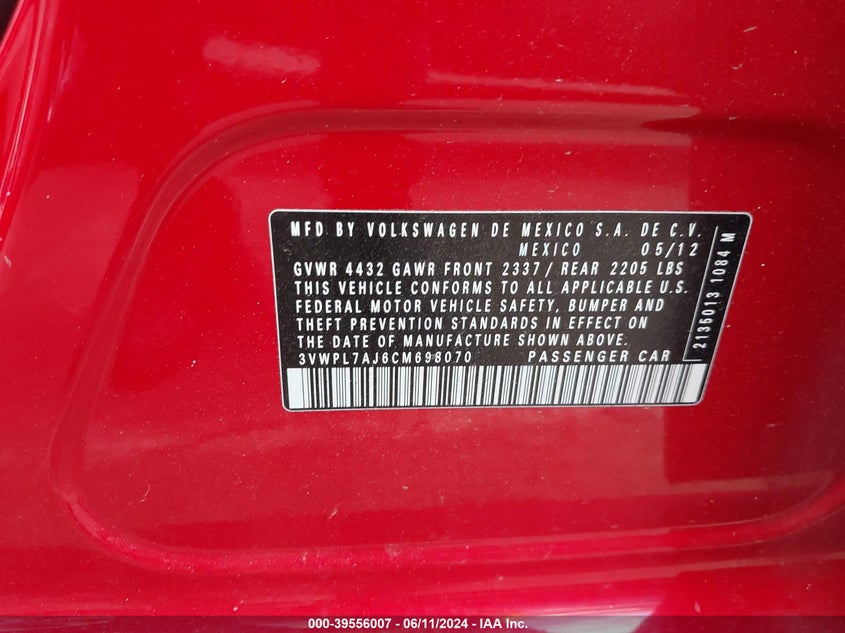 MFD BY VOLKSWAGEN DE MEXICO S.A. DE C.V.
MEXICO 05/12
GVWR 4432 GAWR FRONT 2337 / REAR 2205 LBS
THIS VEHICLE CONFORMS TO ALL APPLICABLE U.S.
FEDERAL MOTOR VEHICLE SAFETY, BUMPER AND
THEFT PREVENTION STANDARDS IN EFFECT ON
THE DATE OF MANUFACTURE SHOWN ABOVE.
3VWPL7AJ6CM698070 PASSENGER CAR
2136013 1084 M
000-39556007 - 06/11/2024 - IAA Inc.